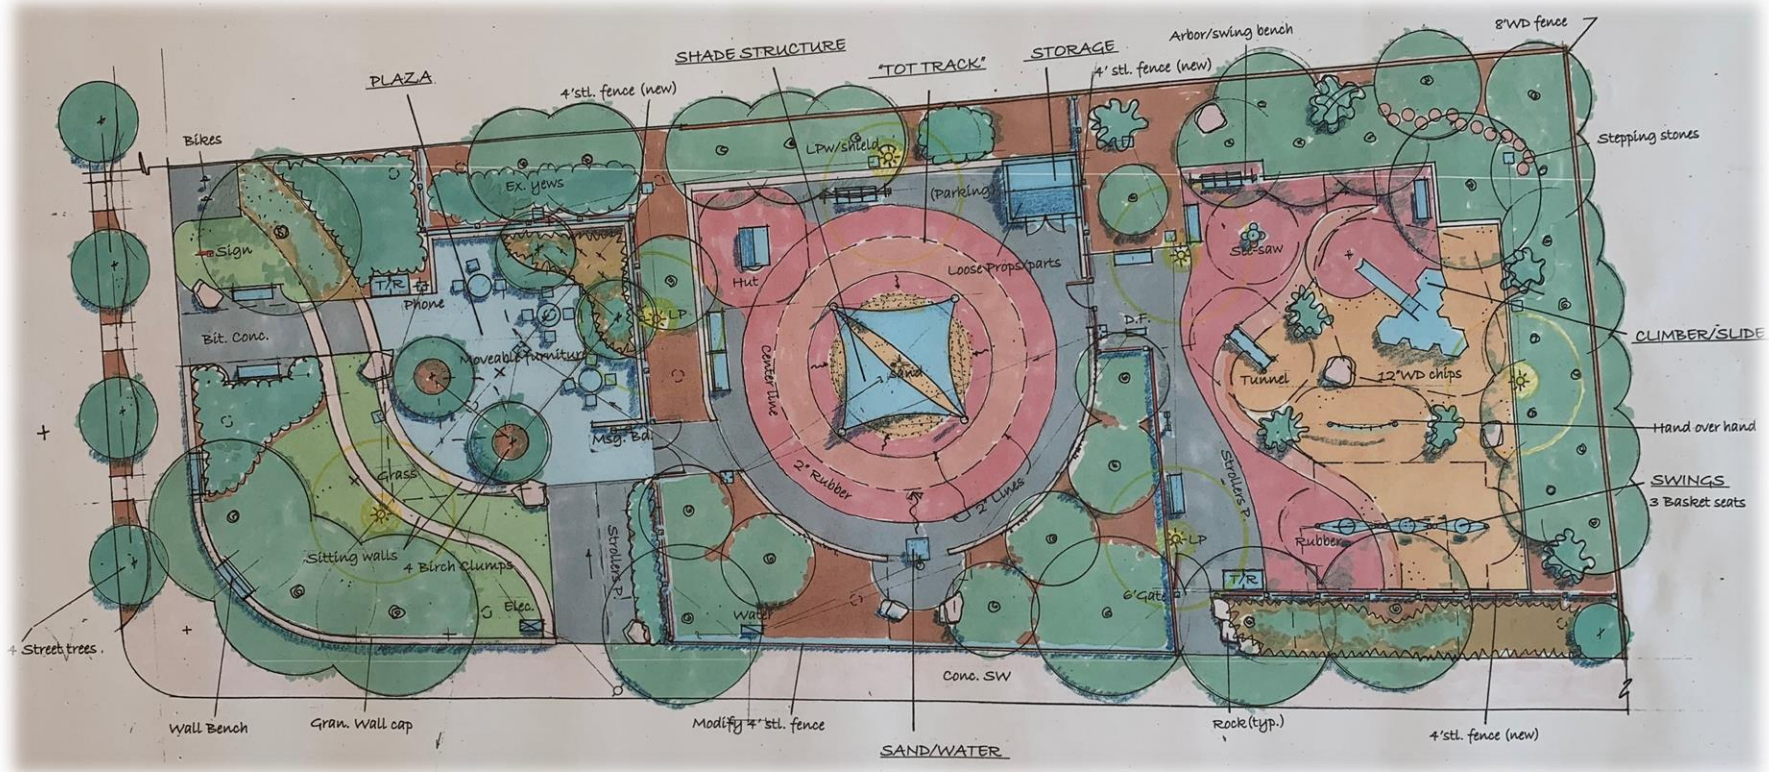 8'WD fence
Arbor/swing bench
SHADE STRUCTURE
STORAGE
"TOT TRACK"
4' stl. fence (new)
PLAZA
4'stl. fence (new)
Bikes
Stepping stones
LPw/shield
Ex. yews
(Parking)
Sign
See-saw
Loose Props/parts
T/R
Phone
Hut
LP
D.F.
Bit. Conc.
CLIMBER/SLIDE
Moveable furniture
Sand
Tunnel
12"WD chips
Center line
Hand over hand
Msg. Bd.
Grass
2" Rubber
2" Lines
Strollers P.
SWINGS
3 Basket seats
Sitting walls
4 Birch Clumps
Strollers P.
LP
Rubber
T/R
Elec.
Water
6'Gate
4 Street trees.
Conc. SW
Wall Bench
Gran. Wall cap
Modify 4' stl. fence
Rock(typ.)
4'stl. fence (new)
SAND/WATER